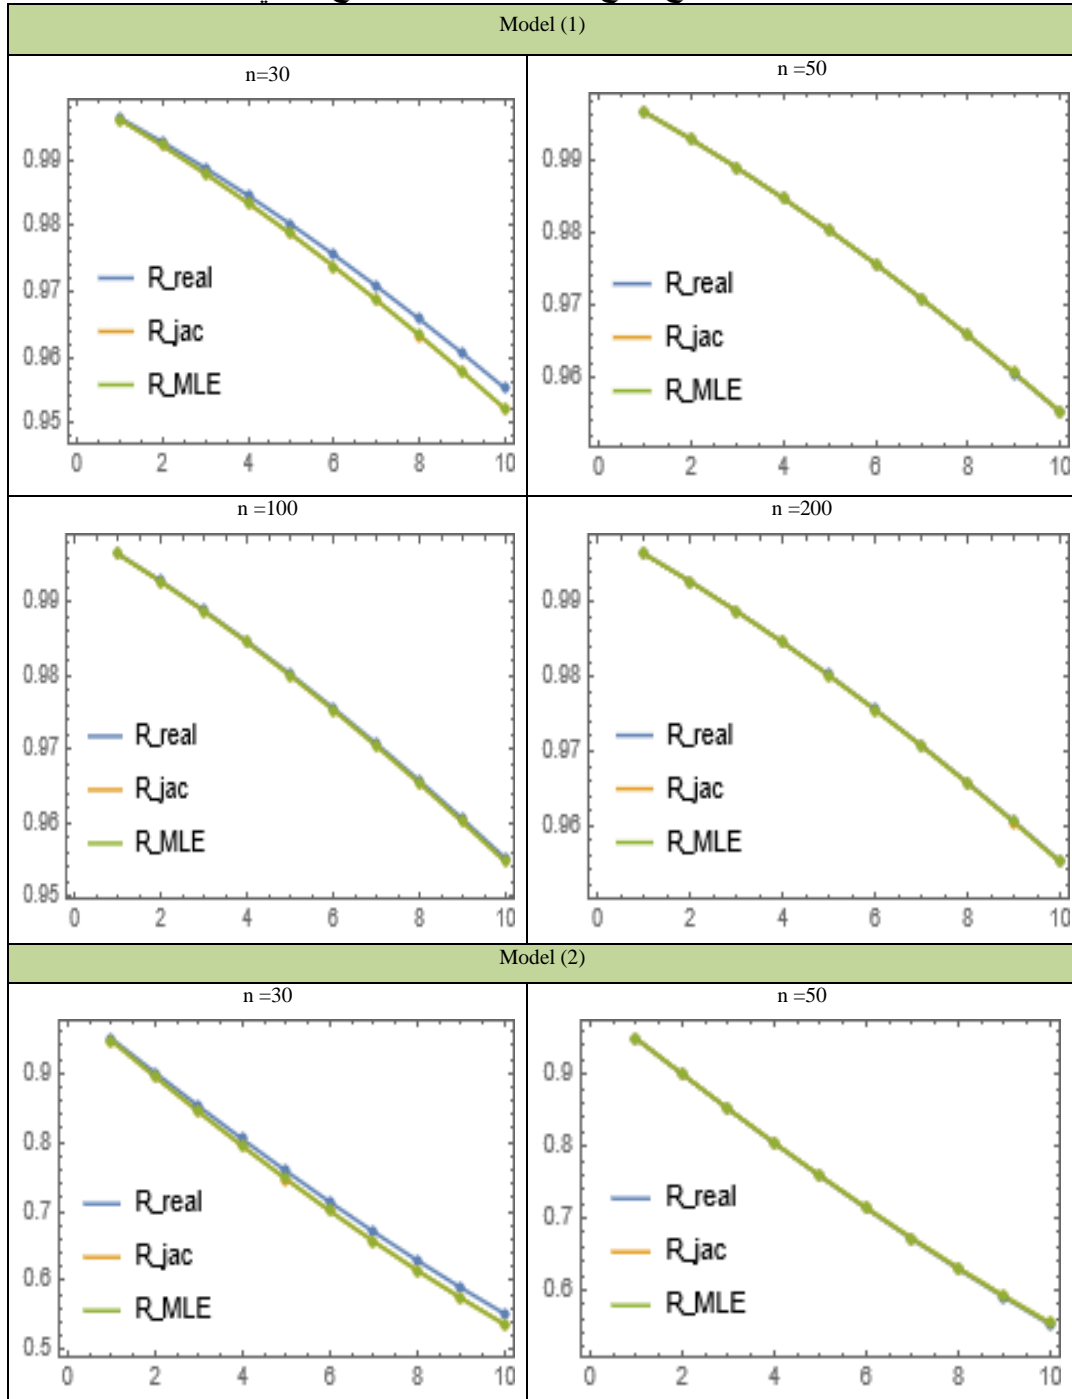 Model (1)
n=30
n =50
0.99
0.98
0.97
0.96
0.95
R_real
R_jac
R_MLE
0 2 4 6 8 10
0.99
0.98
0.97
0.96
R_real
R_jac
R_MLE
0 2 4 6 8 10
n =100
n =200
0.99
0.98
0.97
0.96
0.95
R_real
R_jac
R_MLE
0 2 4 6 8 10
0.99
0.98
0.97
0.96
R_real
R_jac
R_MLE
0 2 4 6 8 10
Model (2)
n =30
n =50
0.9
0.8
0.7
0.6
0.5
R_real
R_jac
R_MLE
0 2 4 6 8 10
0.9
0.8
0.7
0.6
R_real
R_jac
R_MLE
0 2 4 6 8 10